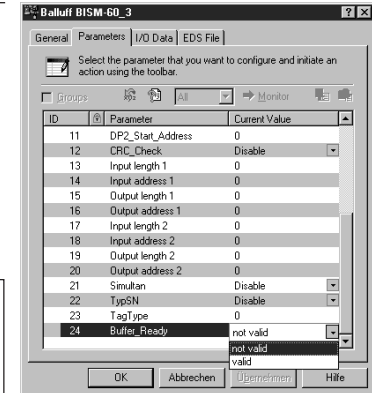 Balluff BISM-60_3
General Parameters I/O Data EDS File
Select the parameter that you want to configure and initiate an
action using the toolbar.
Groups All Monitor
ID Parameter Current Value
11 DP2_Start_Address 0
12 CRC_Check Disable
13 Input length 1 0
14 Input address 1 0
15 Output length 1 0
16 Output address 1 0
17 Input length 2 0
18 Input address 2 0
19 Output length 2 0
20 Output address 2 0
21 Simultan Disable
22 TypSN Disable
23 TagType 0
24 Buffer_Ready not valid
not valid
valid
OK Abbrechen Übernehmen Hilfe